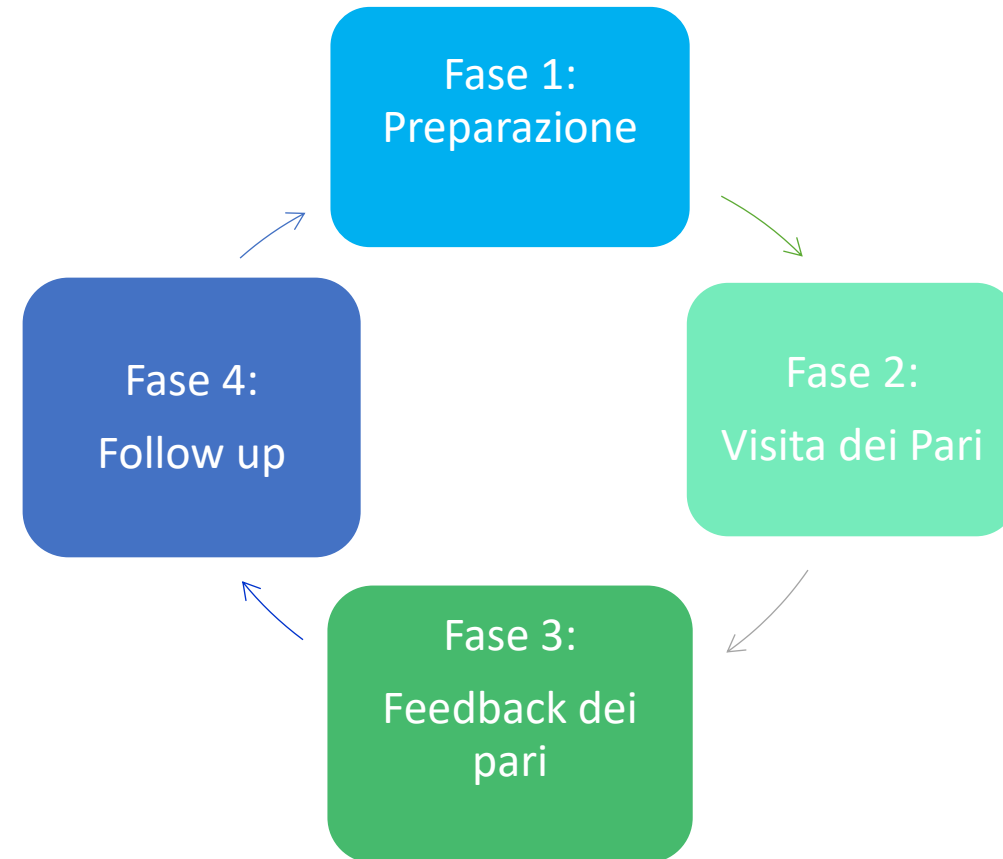 Fase 1:
Preparazione
Fase 2:
Visita dei Pari
Fase 3:
Feedback dei
pari
Fase 4:
Follow up